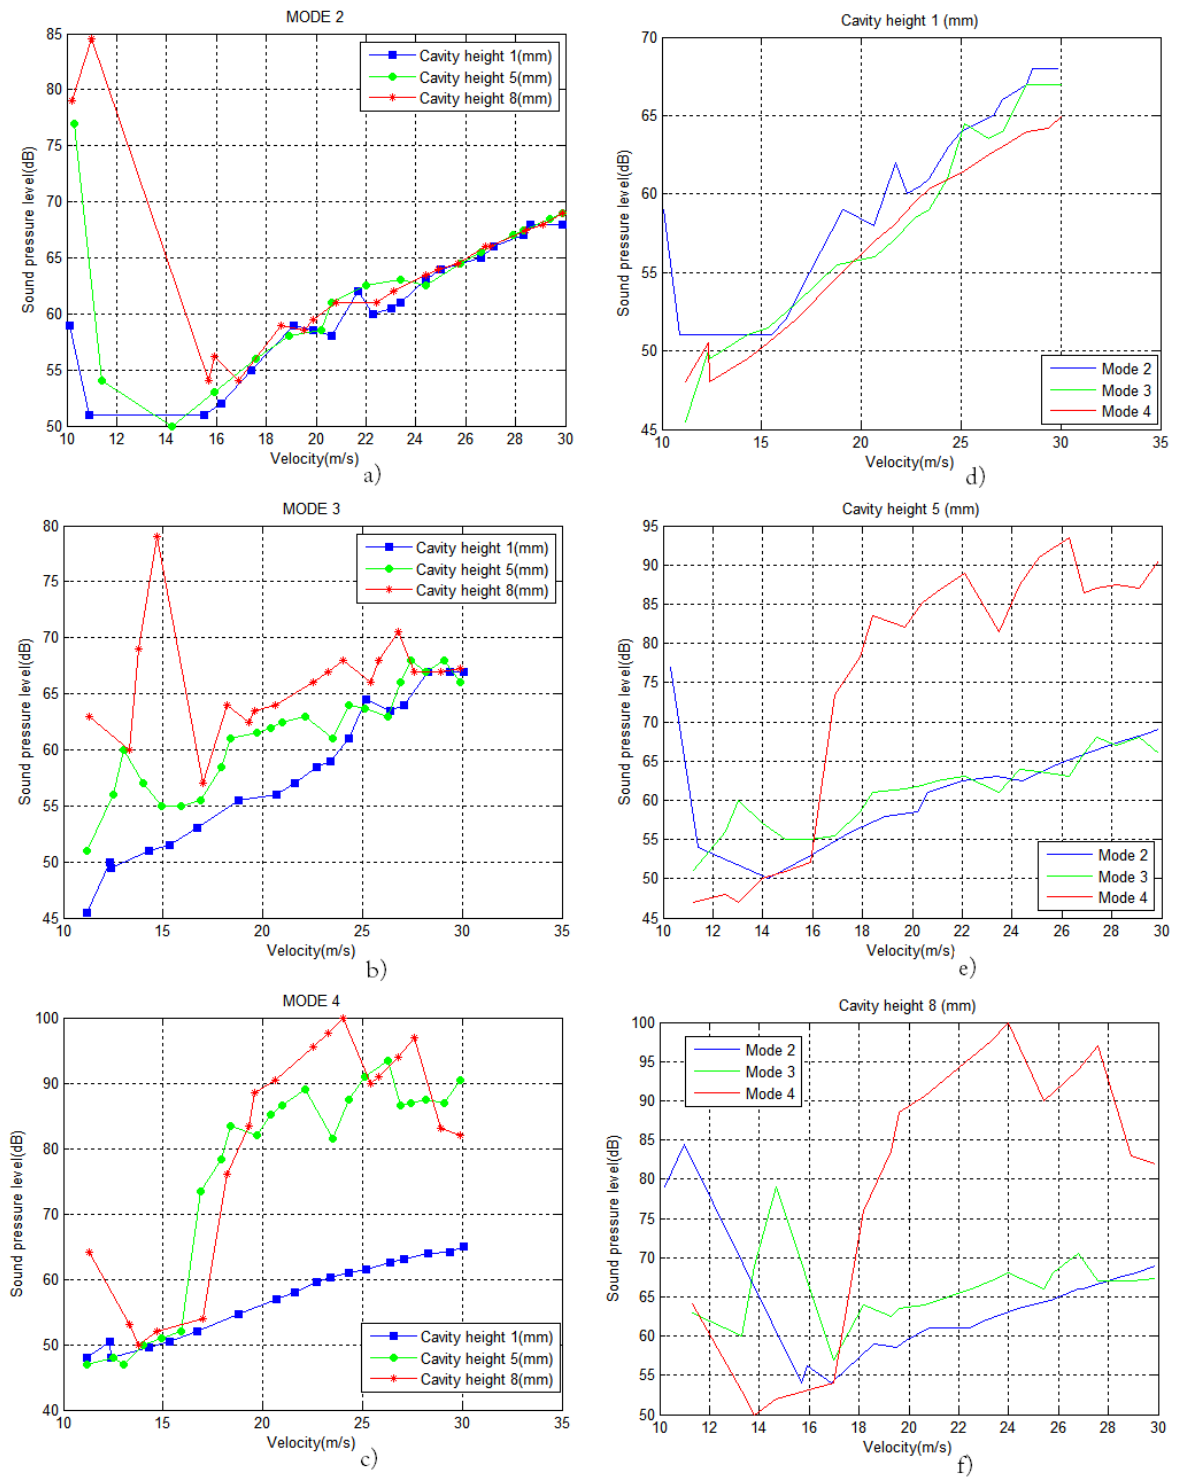 MODE 2
85
80
75
70
65
60
55
50
Sound pressure level(dB)
Cavity height 1(mm)
Cavity height 5(mm)
Cavity height 8(mm)
10 12 14 16 18 20 22 24 26 28 30
Velocity(m/s)
a)
Cavity height 1 (mm)
70
65
60
55
50
45
Sound pressure level(dB)
Mode 2
Mode 3
Mode 4
10 15 20 25 30 35
Velocity(m/s)
d)
MODE 3
80
75
70
65
60
55
50
45
Sound pressure level(dB)
Cavity height 1(mm)
Cavity height 5(mm)
Cavity height 8(mm)
10 15 20 25 30 35
Velocity(m/s)
b)
Cavity height 5 (mm)
95
90
85
80
75
70
65
60
55
50
45
Sound pressure level(dB)
Mode 2
Mode 3
Mode 4
10 12 14 16 18 20 22 24 26 28 30
Velocity(m/s)
e)
MODE 4
100
90
80
70
60
50
40
Sound pressure level(dB)
Cavity height 1(mm)
Cavity height 5(mm)
Cavity height 8(mm)
10 15 20 25 30 35
Velocity(m/s)
c)
Cavity height 8 (mm)
100
95
90
85
80
75
70
65
60
55
50
Sound pressure level(dB)
Mode 2
Mode 3
Mode 4
10 12 14 16 18 20 22 24 26 28 30
Velocity(m/s)
f)